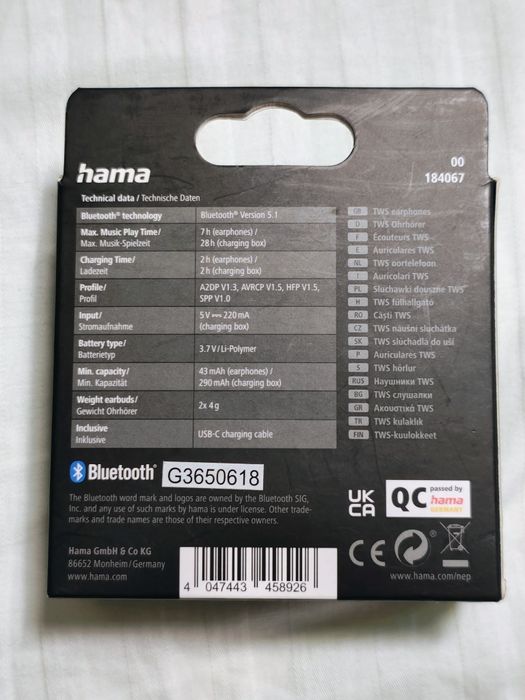 hama
00
184067
Technical data / Technische Daten
Bluetooth® technology Bluetooth® Version 5.1
Max. Music Play Time/ 7 h (earphones) /
Max. Musik-Spielzeit 28 h (charging box)
Charging Time/ 2 h (earphones) /
Ladezeit 2 h (charging box)
Profile/ A2DP V1.3, AVRCP V1.5, HFP V1.5,
Profil SPP V1.0
Input/ 5 V ⎓ 220 mA
Stromaufnahme (charging box)
Battery type/ 3.7 V / Li-Polymer
Batterietyp
Min. capacity/ 43 mAh (earphones) /
Min. Kapazität 290 mAh (charging box)
Weight earbuds/ 2x 4 g
Gewicht Ohrhörer
Inclusive USB-C charging cable
Inklusive
GB TWS earphones
D TWS Ohrhörer
F Écouteurs TWS
E Auriculares TWS
NL TWS oortelefoon
I Auricolari TWS
PL Słuchawki douszne TWS
H TWS fülhallgató
RO Căști TWS
CZ TWS náušní sluchátka
SK TWS slúchadlá do uší
P Auriculares TWS
S TWS hörlur
RUS Наушники TWS
BG TWS слушалки
GR Ακουστικά TWS
TR TWS kulaklık
FIN TWS-kuulokkeet
Bluetooth® G3650618
The Bluetooth word mark and logos are owned by the Bluetooth SIG,
Inc. and any use of such marks by hama is under license. Other trade-
marks and trade names are those of their respective owners.
UK
CA
QC passed by
hama
GERMANY
Hama GmbH & Co KG
86652 Monheim/Germany
www.hama.com
4 047443 458926
CE
www.hama.com/nep